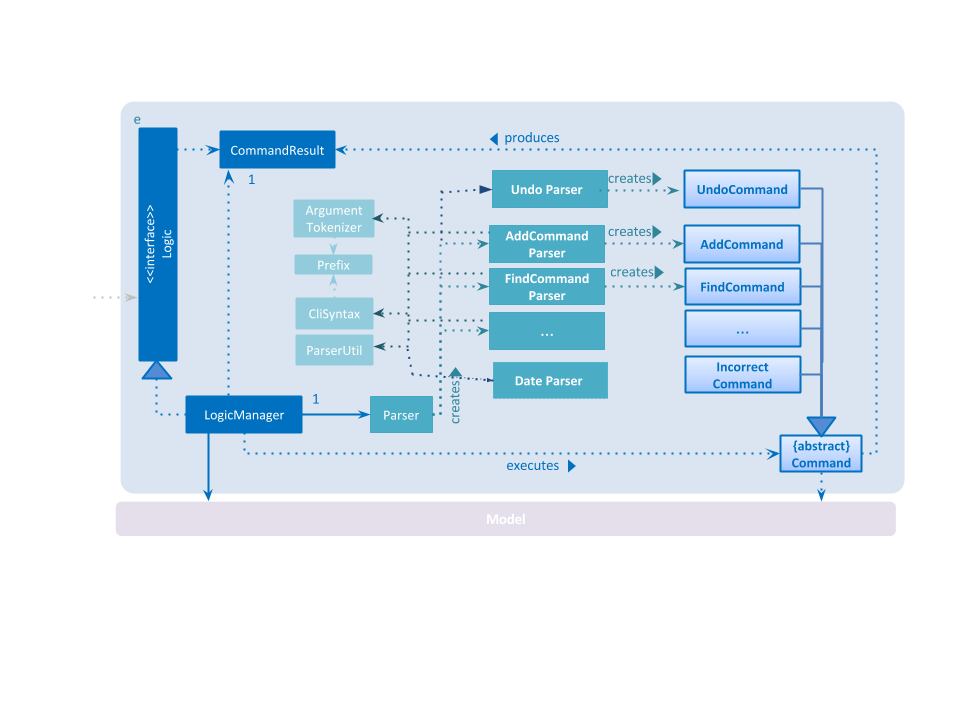 e
<<interface>>
Logic
CommandResult
1
produces
Argument
Tokenizer
Prefix
CliSyntax
ParserUtil
Undo Parser
creates
UndoCommand
AddCommand
Parser
creates
AddCommand
FindCommand
Parser
creates
FindCommand
...
...
Date Parser
Incorrect
Command
creates
LogicManager
1
Parser
{abstract}
Command
executes
Model